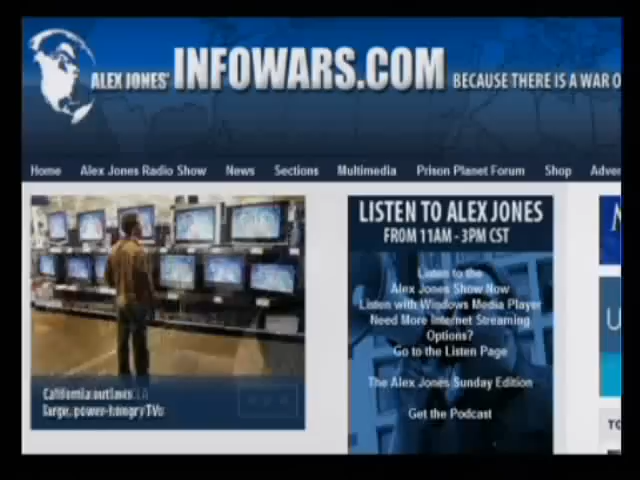 ALEX JONES' INFOWARS.COM BECAUSE THERE IS A WAR O
Home Alex Jones Radio Show News Sections Multimedia Prison Planet Forum Shop Adver
LISTEN TO ALEX JONES
FROM 11AM - 3PM CST
Listen to the
Alex Jones Show Now
Listen with Windows Media Player
Need More Internet Streaming
Options?
Go to the Listen Page
The Alex Jones Sunday Edition
Get the Podcast
California outlaws
large, power-hungry TVs
U
TO